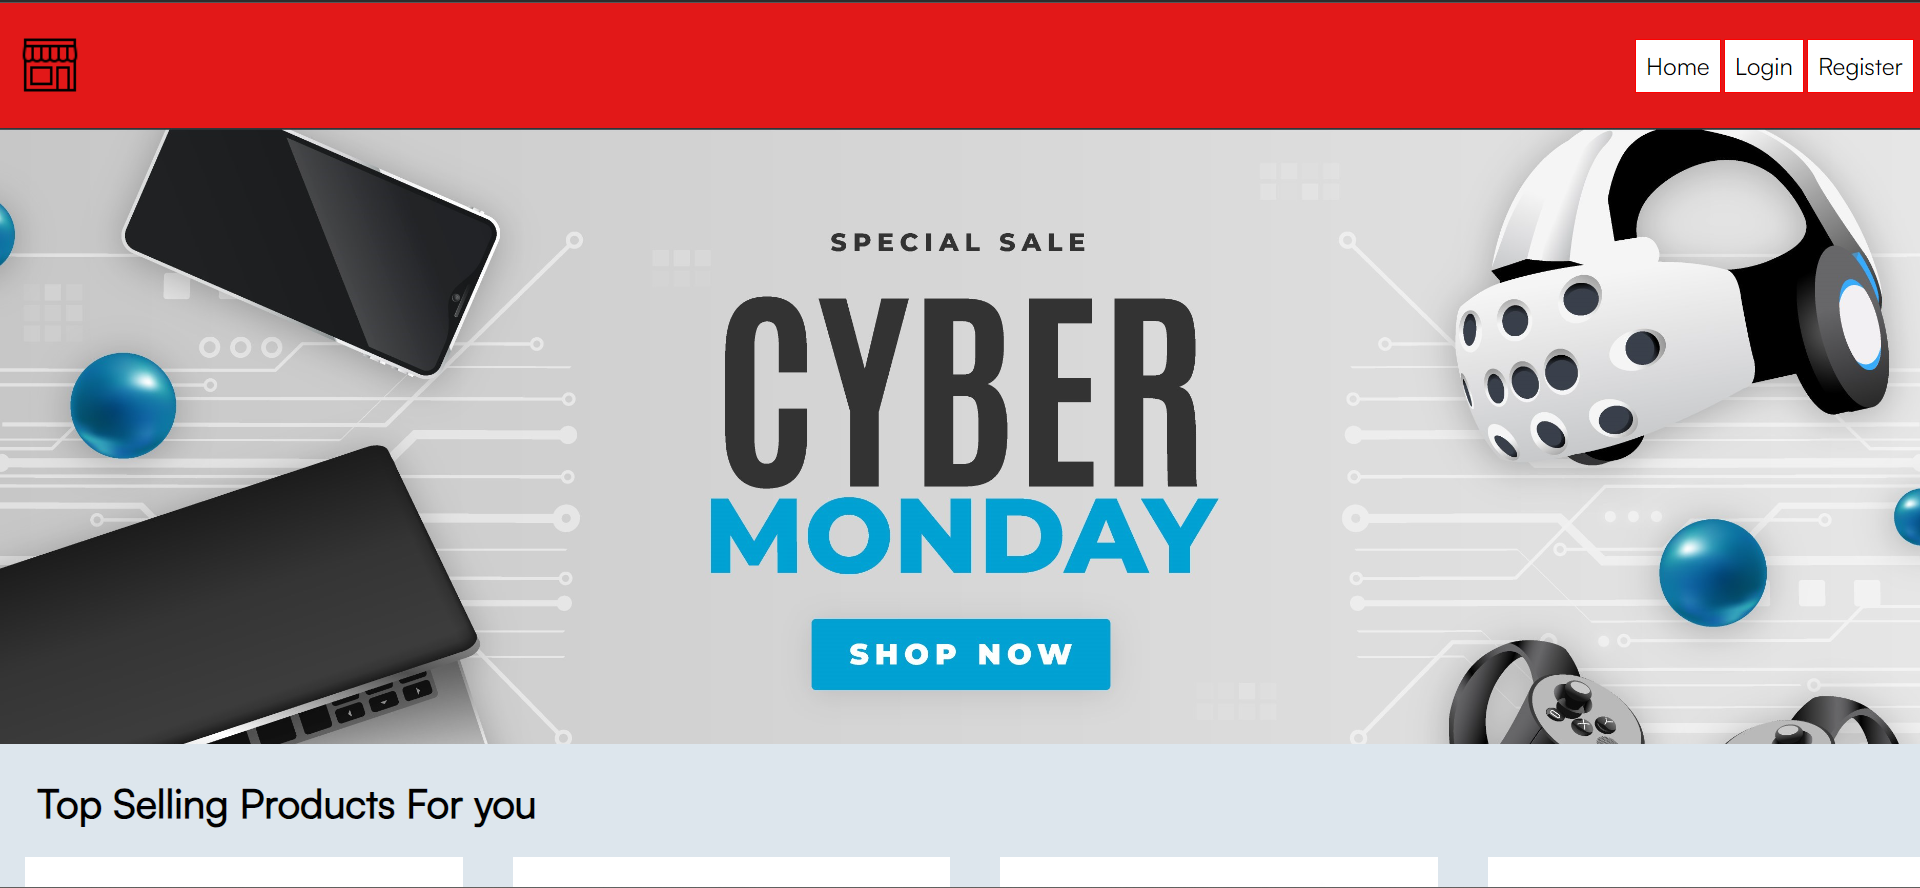 Home Login Register
SPECIAL SALE
CYBER
MONDAY
SHOP NOW
Top Selling Products For you